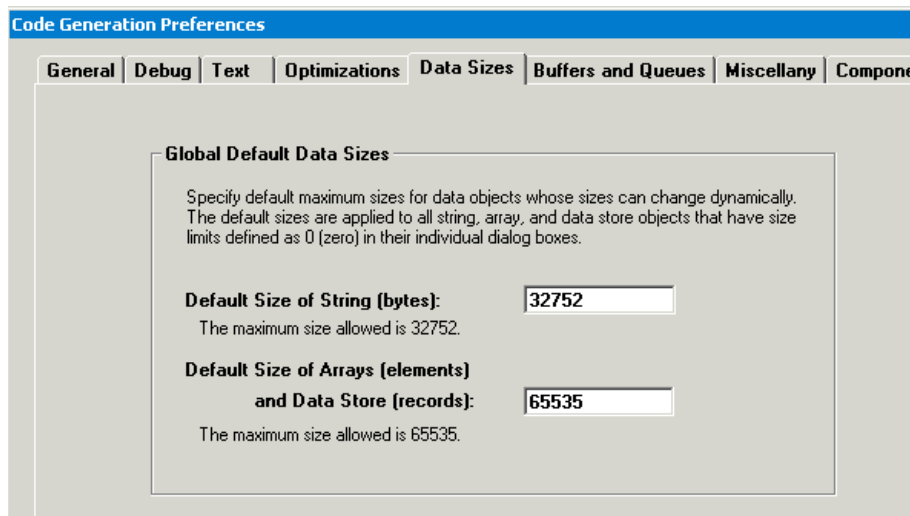 Code Generation Preferences
General Debug Text Optimizations Data Sizes Buffers and Queues Miscellany Compone
Global Default Data Sizes
Specify default maximum sizes for data objects whose sizes can change dynamically.
The default sizes are applied to all string, array, and data store objects that have size
limits defined as 0 (zero) in their individual dialog boxes.
Default Size of String (bytes): 32752
The maximum size allowed is 32752.
Default Size of Arrays (elements)
and Data Store (records): 65535
The maximum size allowed is 65535.